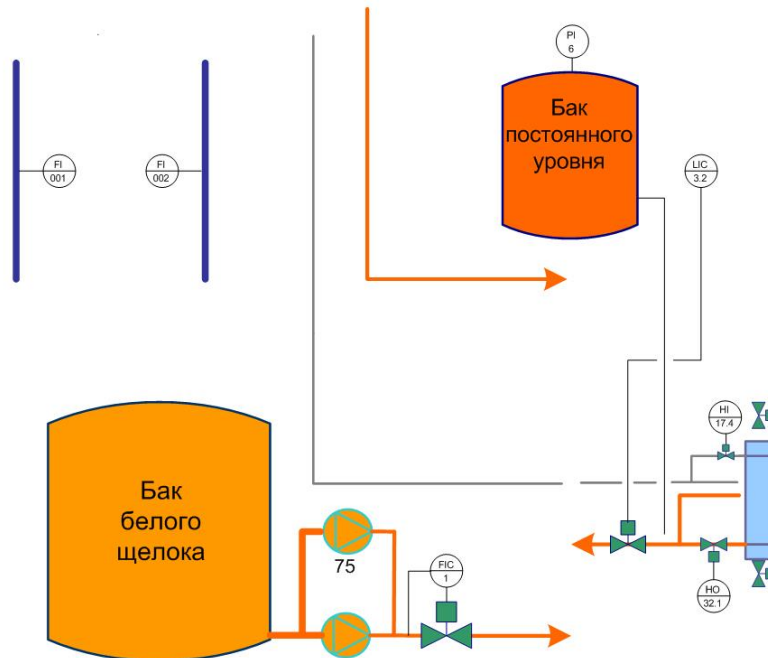 PI
6
Бак
постоянного
уровня
FI
001
FI
002
LIC
3.2
HI
17.4
Бак
белого
щелока
75
FIC
1
HO
32.1